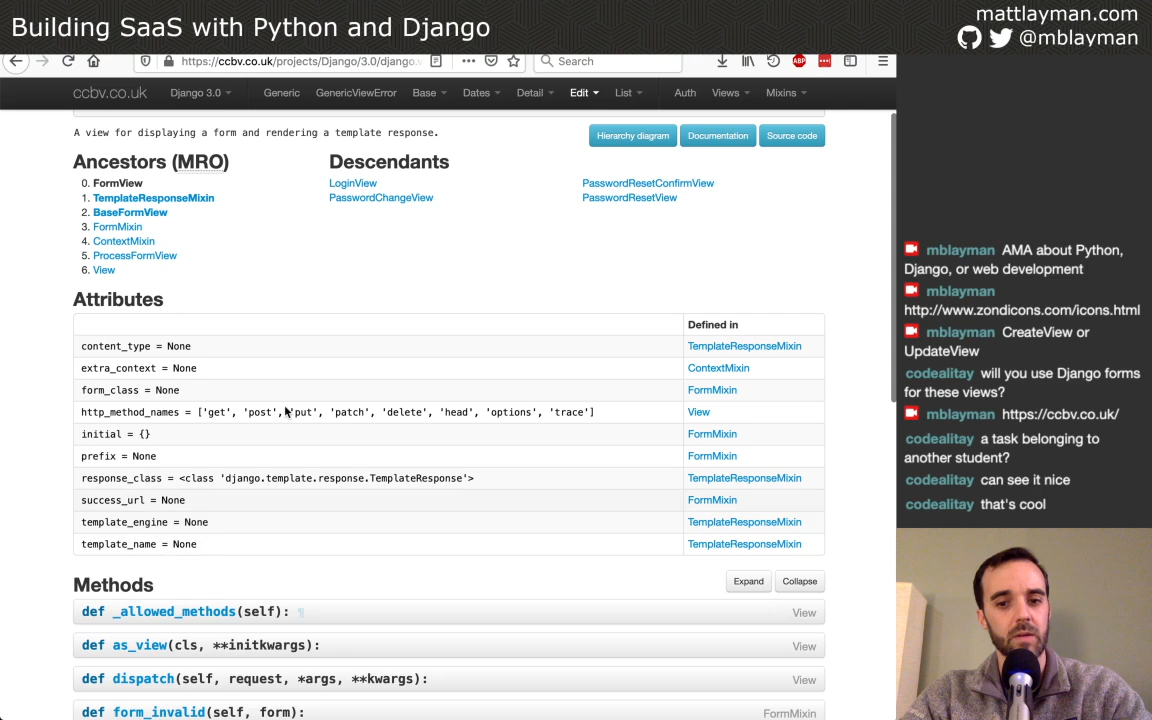 Building SaaS with Python and Django
mattlayman.com
@mblayman
https://ccbv.co.uk/projects/Django/3.0/django.v
Search
ABP
ccbv.co.uk
Django 3.0
Generic
GenericViewError
Base
Dates
Detail
Edit
List
Auth
Views
Mixins
A view for displaying a form and rendering a template response.
Hierarchy diagram
Documentation
Source code
Ancestors (MRO)
0. FormView
1. TemplateResponseMixin
2. BaseFormView
3. FormMixin
4. ContextMixin
5. ProcessFormView
6. View
Descendants
LoginView
PasswordChangeView
PasswordResetConfirmView
PasswordResetView
Attributes
Defined in
content_type = None TemplateResponseMixin
extra_context = None ContextMixin
form_class = None FormMixin
http_method_names = ['get', 'post', 'put', 'patch', 'delete', 'head', 'options', 'trace'] View
initial = {} FormMixin
prefix = None FormMixin
response_class = <class 'django.template.response.TemplateResponse'> TemplateResponseMixin
success_url = None FormMixin
template_engine = None TemplateResponseMixin
template_name = None TemplateResponseMixin
Methods
Expand
Collapse
def _allowed_methods(self): ¶ View
def as_view(cls, **initkwargs): View
def dispatch(self, request, *args, **kwargs): View
def form_invalid(self, form): FormMixin
mblayman AMA about Python,
Django, or web development
mblayman
http://www.zondicons.com/icons.html
mblayman CreateView or
UpdateView
codealitay will you use Django forms
for these views?
mblayman https://ccbv.co.uk/
codealitay a task belonging to
another student?
codealitay can see it nice
codealitay that's cool